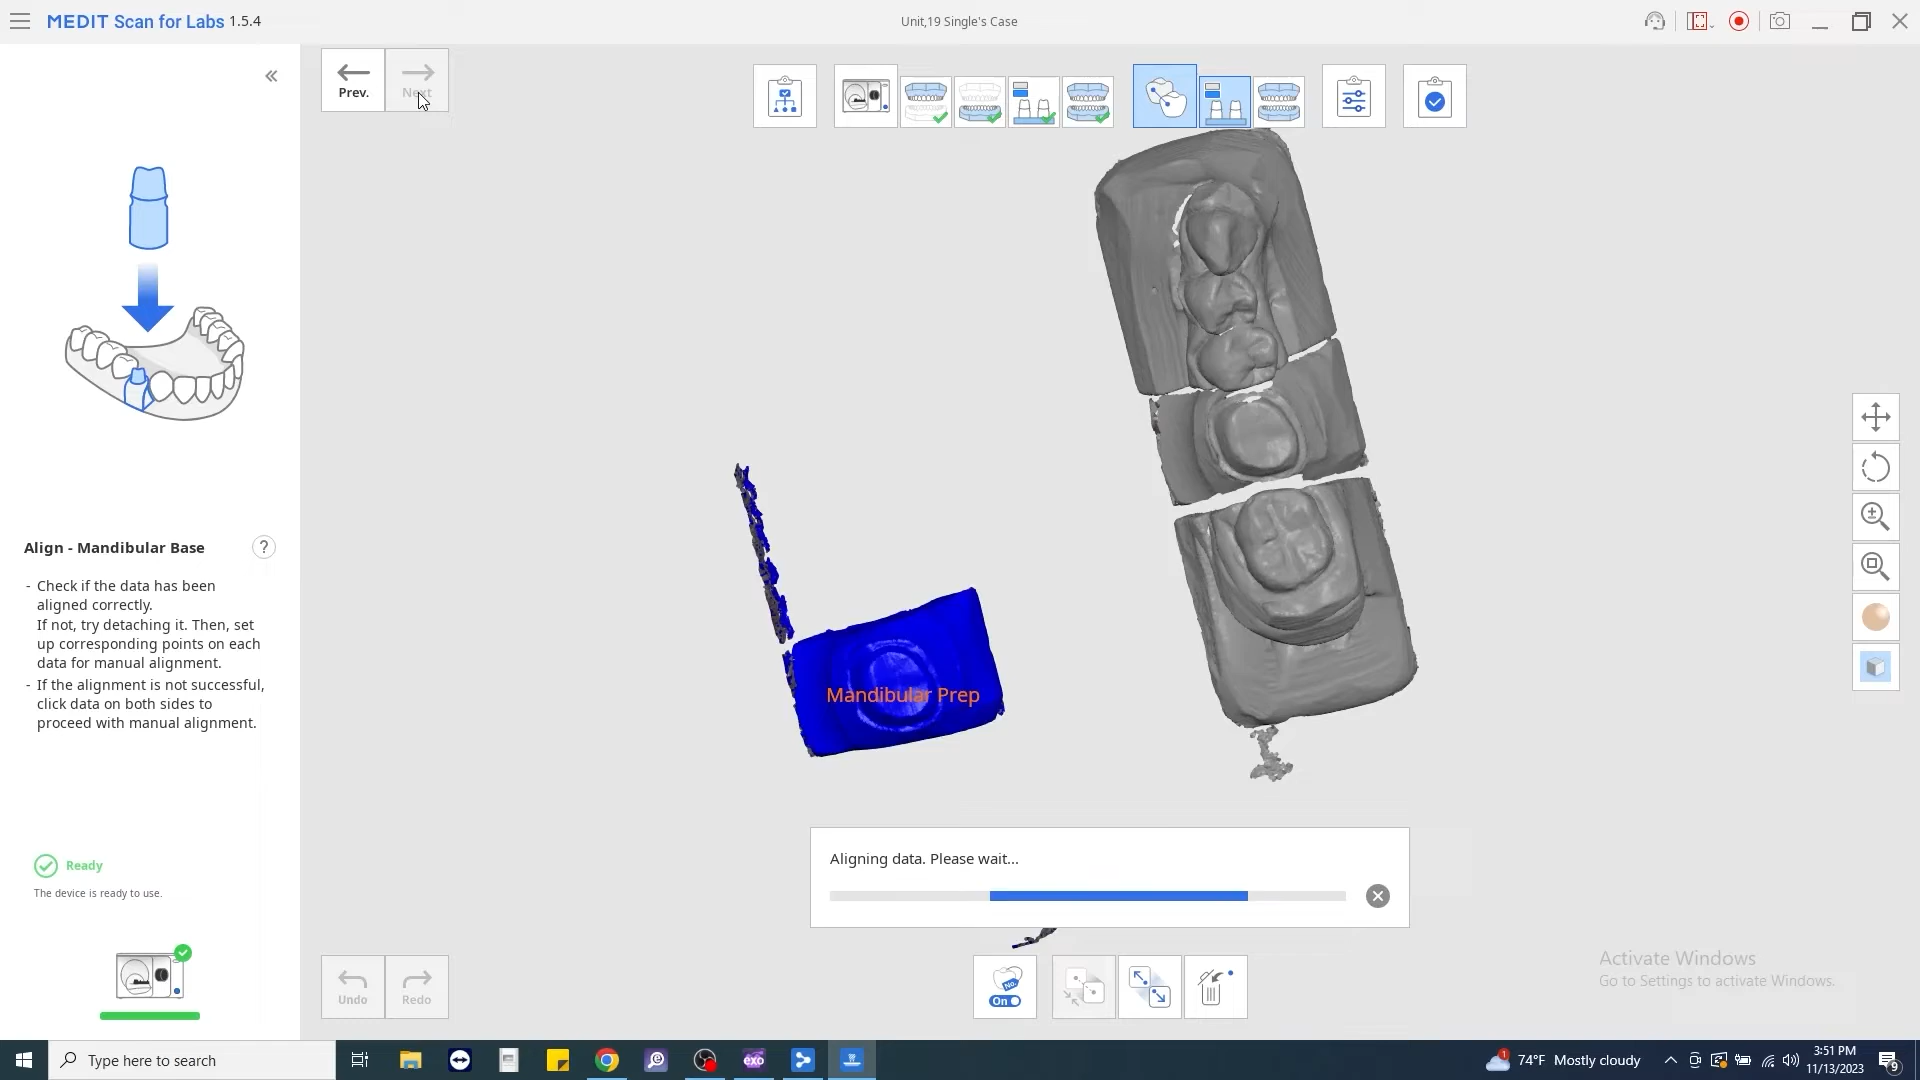 MEDIT Scan for Labs 1.5.4
Unit,19 Single's Case
Prev.
Next
Align - Mandibular Base
?
- Check if the data has been
aligned correctly.
If not, try detaching it. Then, set
up corresponding points on each
data for manual alignment.
- If the alignment is not successful,
click data on both sides to
proceed with manual alignment.
Mandibular Prep
Aligning data. Please wait...
Ready
The device is ready to use.
Undo
Redo
No.
On
Activate Windows
Go to Settings to activate Windows.
Type here to search
exo
1
74°F Mostly cloudy
3:51 PM
11/13/2023
9